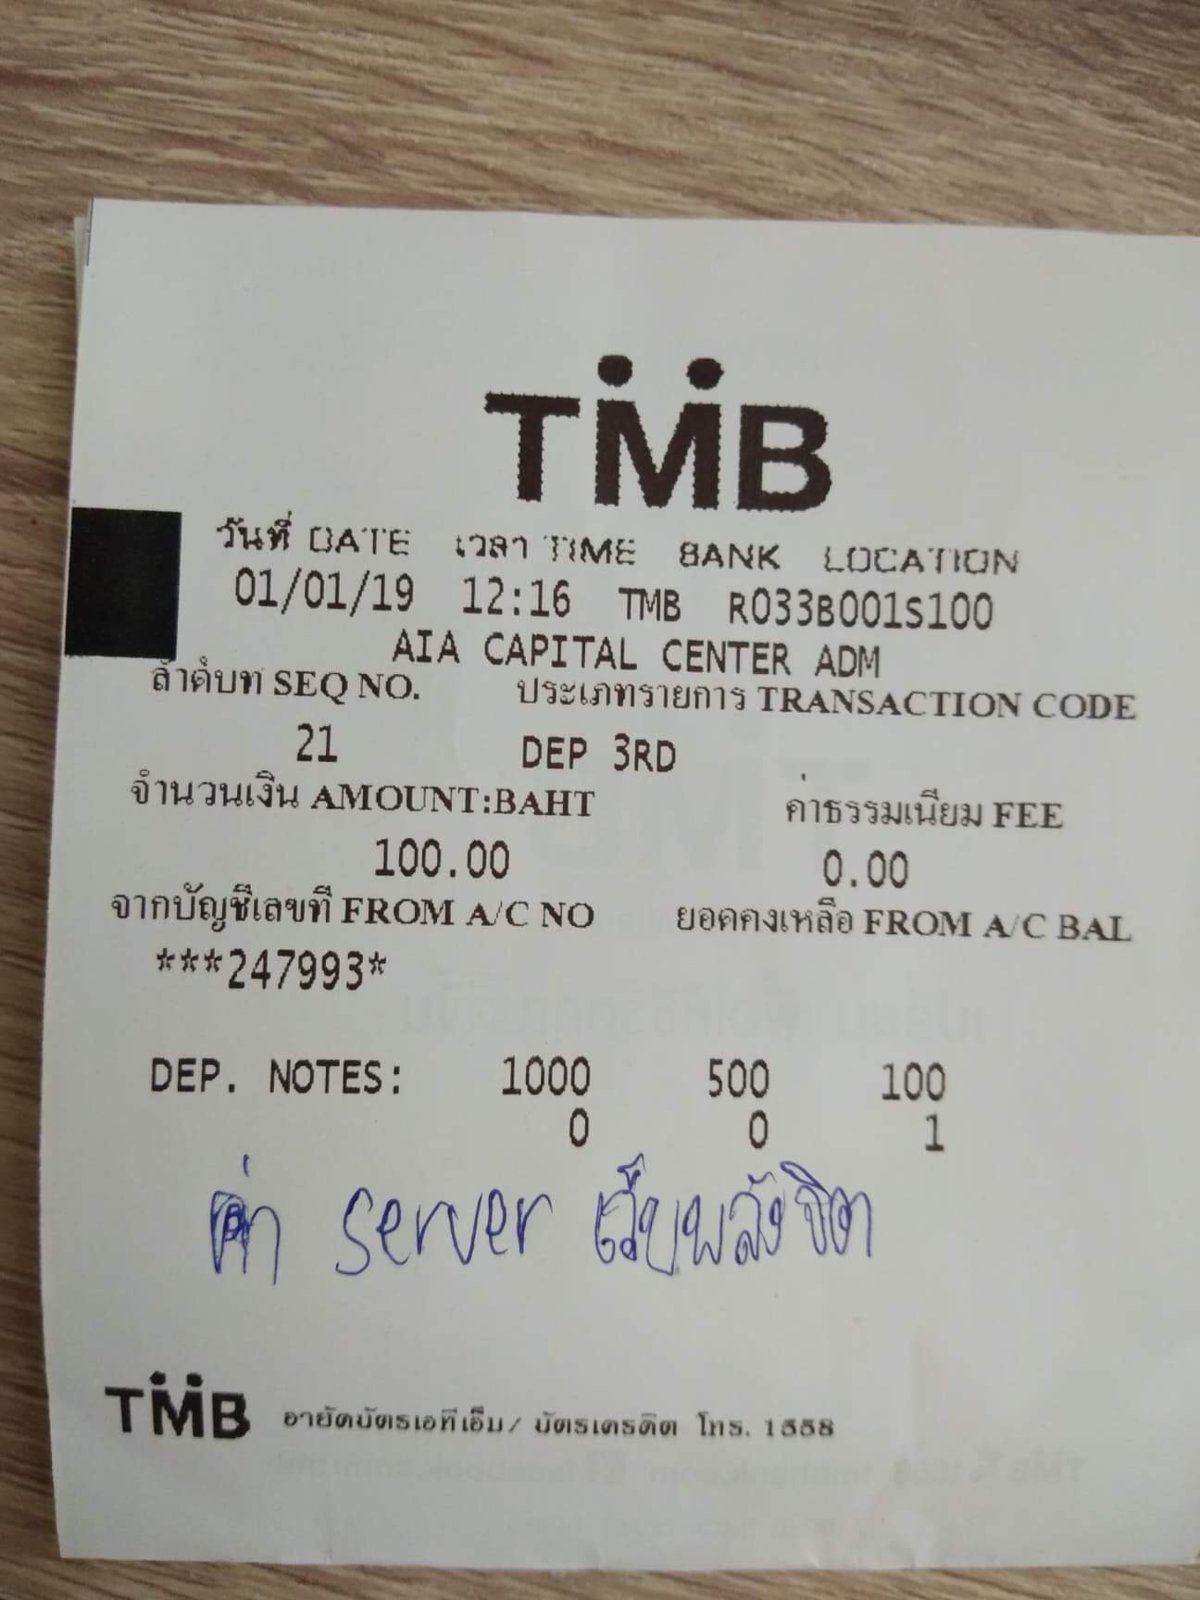 TMB
วันที่ DATE เวลา TIME BANK LOCATION
01/01/19 12:16 TMB R033B001S100
AIA CAPITAL CENTER ADM
ลำดับที่ SEQ NO. ประเภทรายการ TRANSACTION CODE
21 DEP 3RD
จำนวนเงิน AMOUNT:BAHT ค่าธรรมเนียม FEE
100.00 0.00
จากบัญชีเลขที่ FROM A/C NO ยอดคงเหลือ FROM A/C BAL
***247993*
DEP. NOTES: 1000 500 100
0 0 1
ค่า server เว็บพลังจิต
TMB อายัดบัตรเอทีเอ็ม/ บัตรเครดิต โทร. 1558